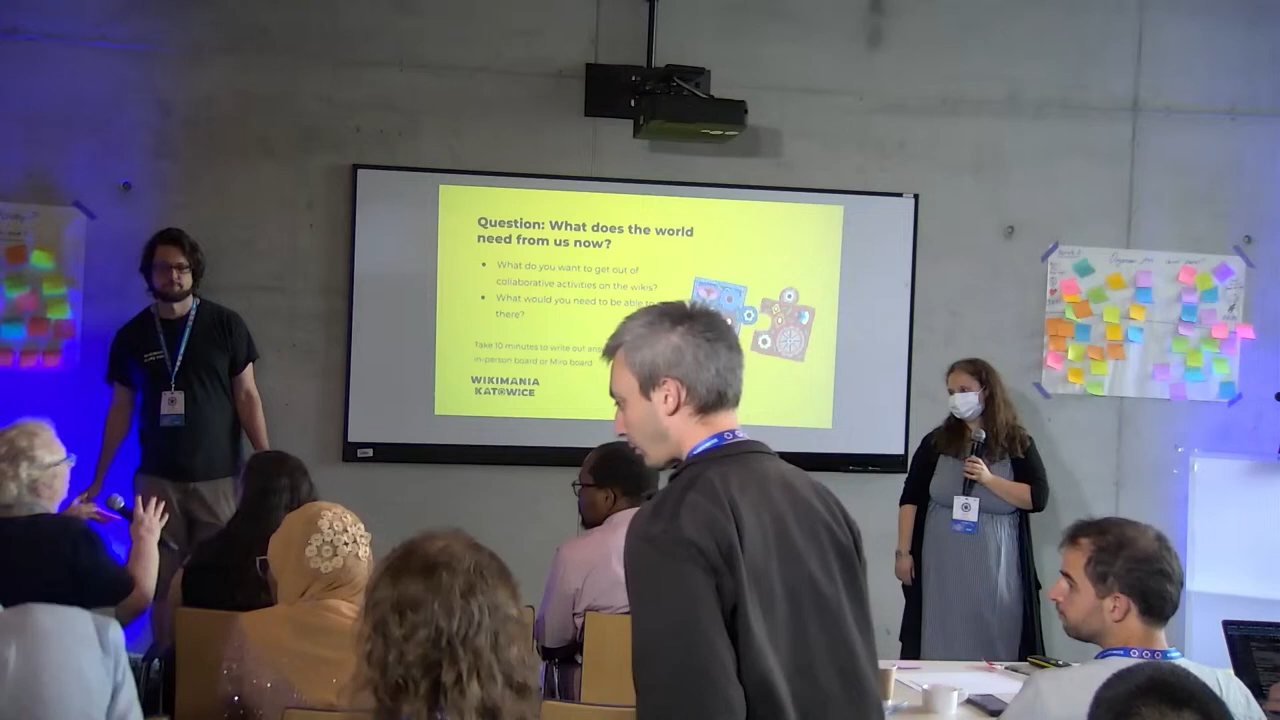 Question: What does the world
need from us now?
What do you want to get out of
collaborative activities on the wikis?
What would you need to be able to
there?
Take 10 minutes to write out
in-person board or Miro board
WIKIMANIA
KATOWICE